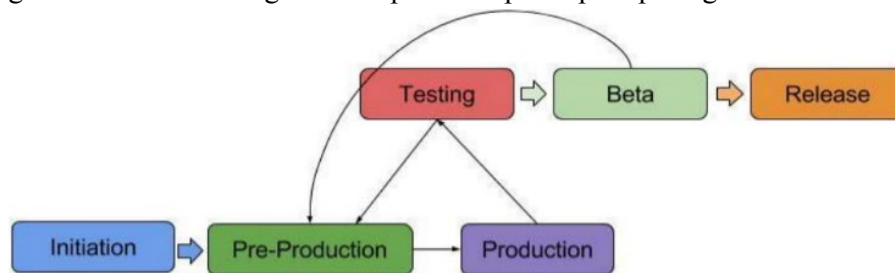 Testing
Beta
Release
Initiation
Pre-Production
Production